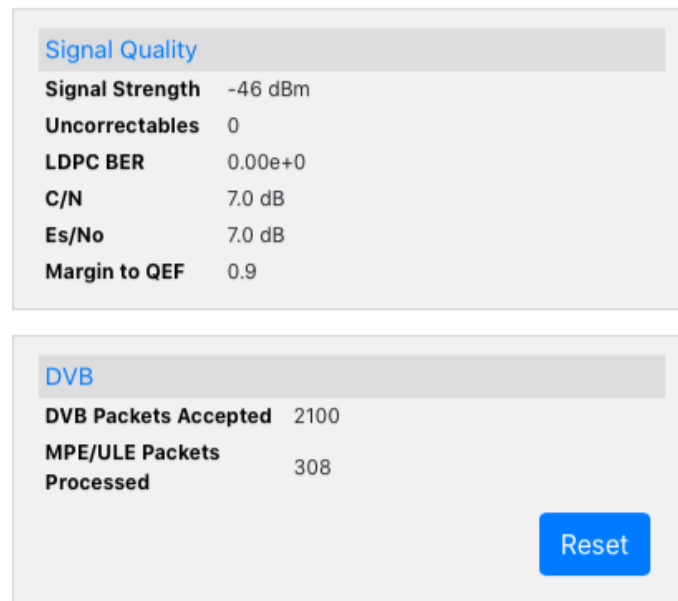 Signal Quality
Signal Strength -46 dBm
Uncorrectables 0
LDPC BER 0.00e+0
C/N 7.0 dB
Es/No 7.0 dB
Margin to QEF 0.9
DVB
DVB Packets Accepted 2100
MPE/ULE Packets
Processed 308
Reset